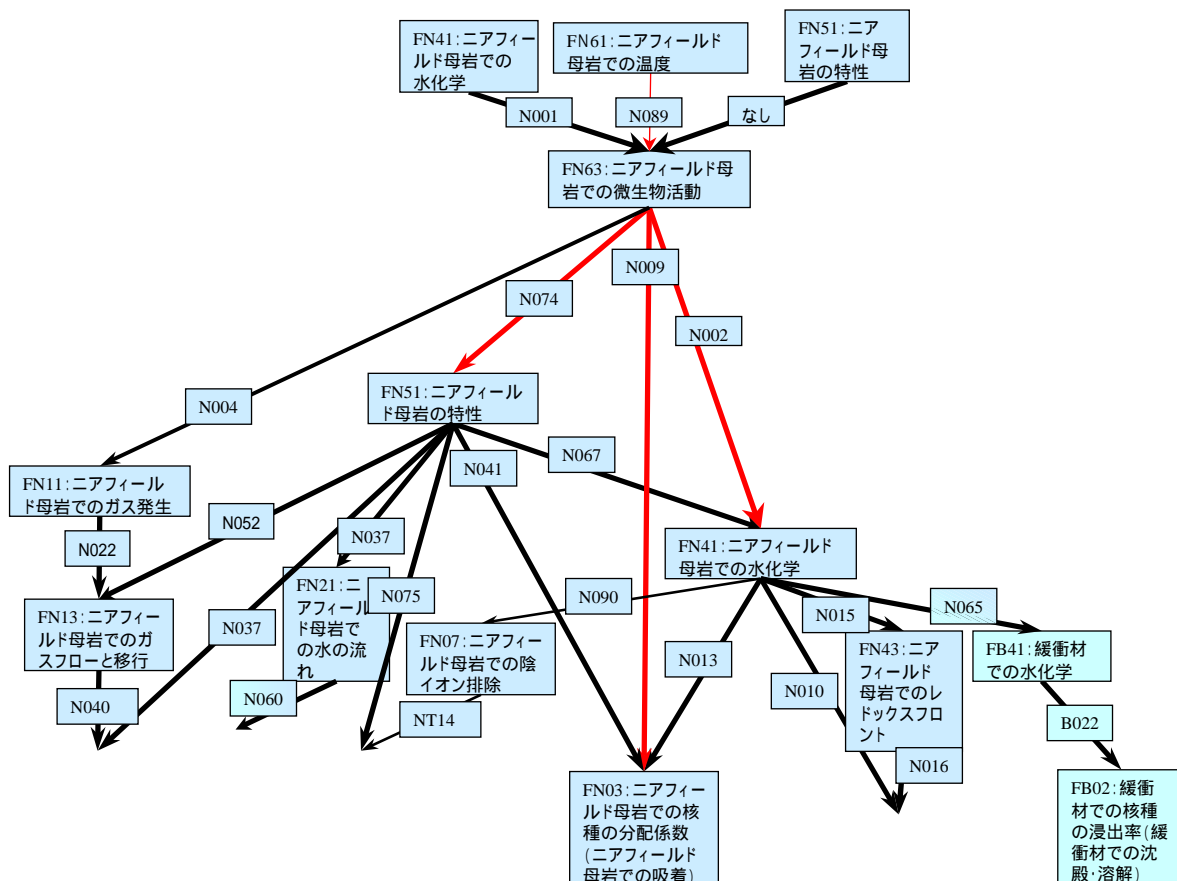 FN41:ニアフィー
ルド母岩での
水化学
FN61:ニアフィールド
母岩での温度
FN51:ニア
フィールド母
岩の特性
N001
N089
なし
FN63:ニアフィールド母
岩での微生物活動
N009
N074
N002
N004
FN51:ニアフィール
ド母岩の特性
N041
N067
FN11:ニアフィール
ド母岩でのガス発生
N052
N037
N022
FN41:ニアフィールド
母岩での水化学
FN21:ニ
アフィール
ド母岩で
の水の流
れ
N075
N090
N015
N065
FN13:ニアフィー
ルド母岩でのガ
スフローと移行
N037
FN07:ニアフィー
ルド母岩での陰
イオン排除
N013
FN43:ニア
フィールド
母岩でのレ
ドックスフロ
ント
FB41:緩衝材
での水化学
N010
N060
N040
NT14
B022
N016
FN03:ニアフィー
ルド母岩での核
種の分配係数
(ニアフィールド
母岩での吸着)
FB02:緩衝
材での核種
の浸出率(緩
衝材での沈
殿・溶解)